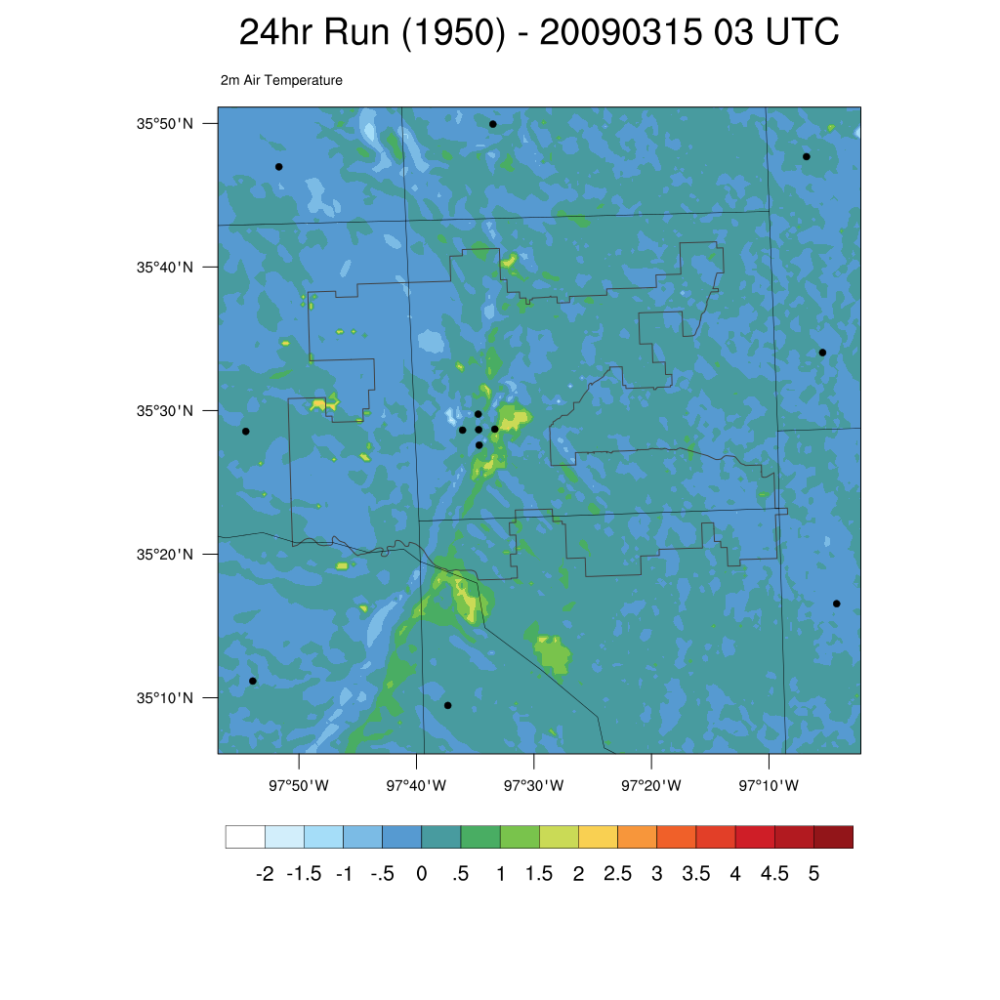 24hr Run (1950) - 20090315 03 UTC
2m Air Temperature
35°50'N
35°40'N
35°30'N
35°20'N
35°10'N
97°50'W 97°40'W 97°30'W 97°20'W 97°10'W
-2 -1.5 -1 -.5 0 .5 1 1.5 2 2.5 3 3.5 4 4.5 5